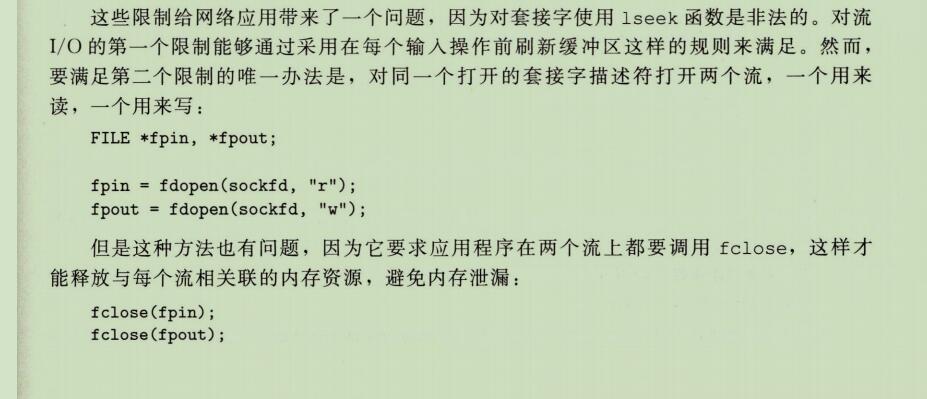 这些限制给网络应用带来了一个问题，因为对套接字使用 lseek 函数是非法的。对流
I/O 的第一个限制能够通过采用在每个输入操作前刷新缓冲区这样的规则来满足。然而，
要满足第二个限制的唯一办法是，对同一个打开的套接字描述符打开两个流，一个用来
读，一个用来写：
FILE *fpin, *fpout;
fpin = fdopen(sockfd, "r");
fpout = fdopen(sockfd, "w");
但是这种方法也有问题，因为它要求应用程序在两个流上都要调用 fclose，这样才
能释放与每个流相关联的内存资源，避免内存泄漏：
fclose(fpin);
fclose(fpout);